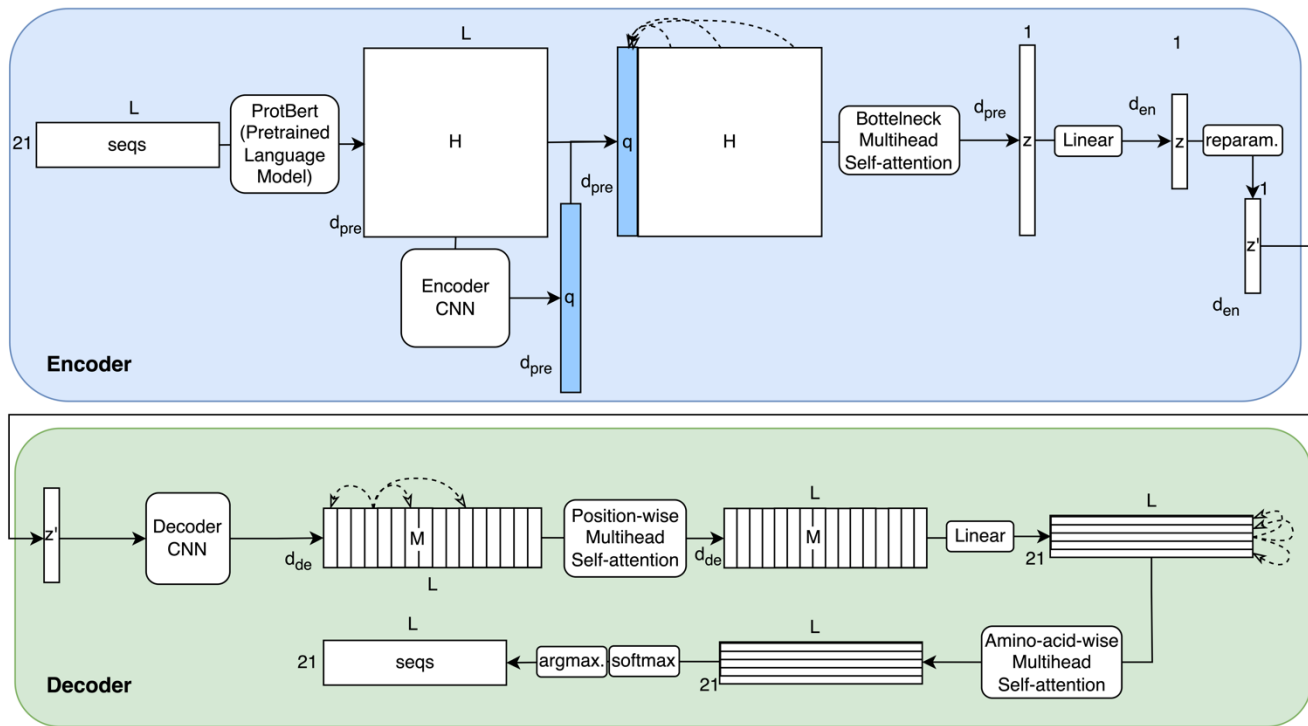 L
21
seqs
ProtBert
(Pretrained
Language
Model)
L
H
d_pre
Encoder
CNN
q
d_pre
d_pre
q
H
Bottelneck
Multihead
Self-attention
d_pre
1
z
Linear
d_en
1
z
reparam.
1
z'
d_en
Encoder
z'
Decoder
CNN
d_de
M
L
Position-wise
Multihead
Self-attention
d_de
L
M
Linear
L
21
Amino-acid-wise
Multihead
Self-attention
L
21
softmax
argmax.
L
21
seqs
Decoder